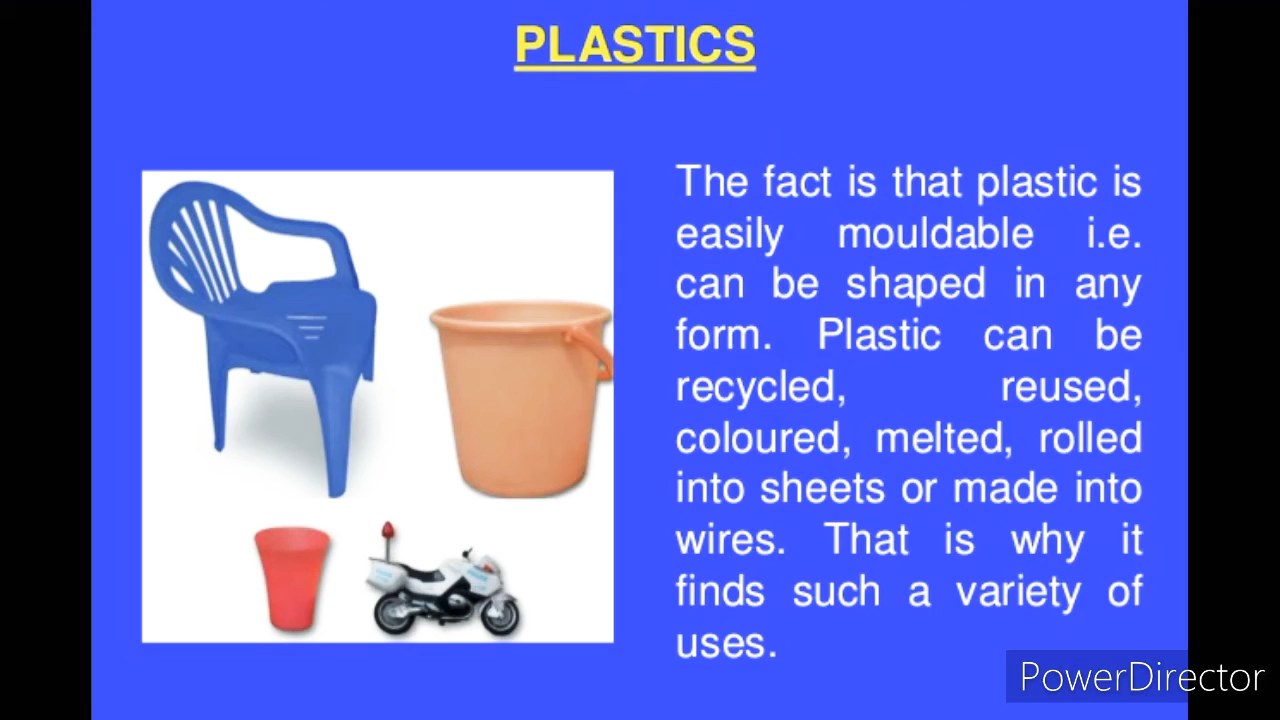 PLASTICS
The fact is that plastic is
easily mouldable i.e.
can be shaped in any
form. Plastic can be
recycled, reused,
coloured, melted, rolled
into sheets or made into
wires. That is why it
finds such a variety of
uses.
PowerDirector